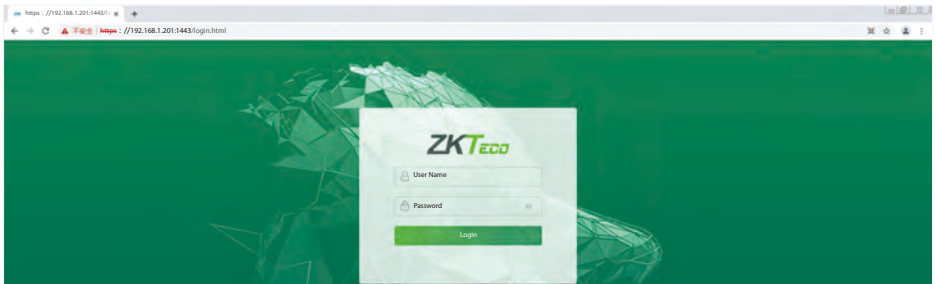 https : //192.168.1.201:1443/lo
不安全 | https : //192.168.1.201:1443/login.html
ZKTeco
User Name
Password
Login